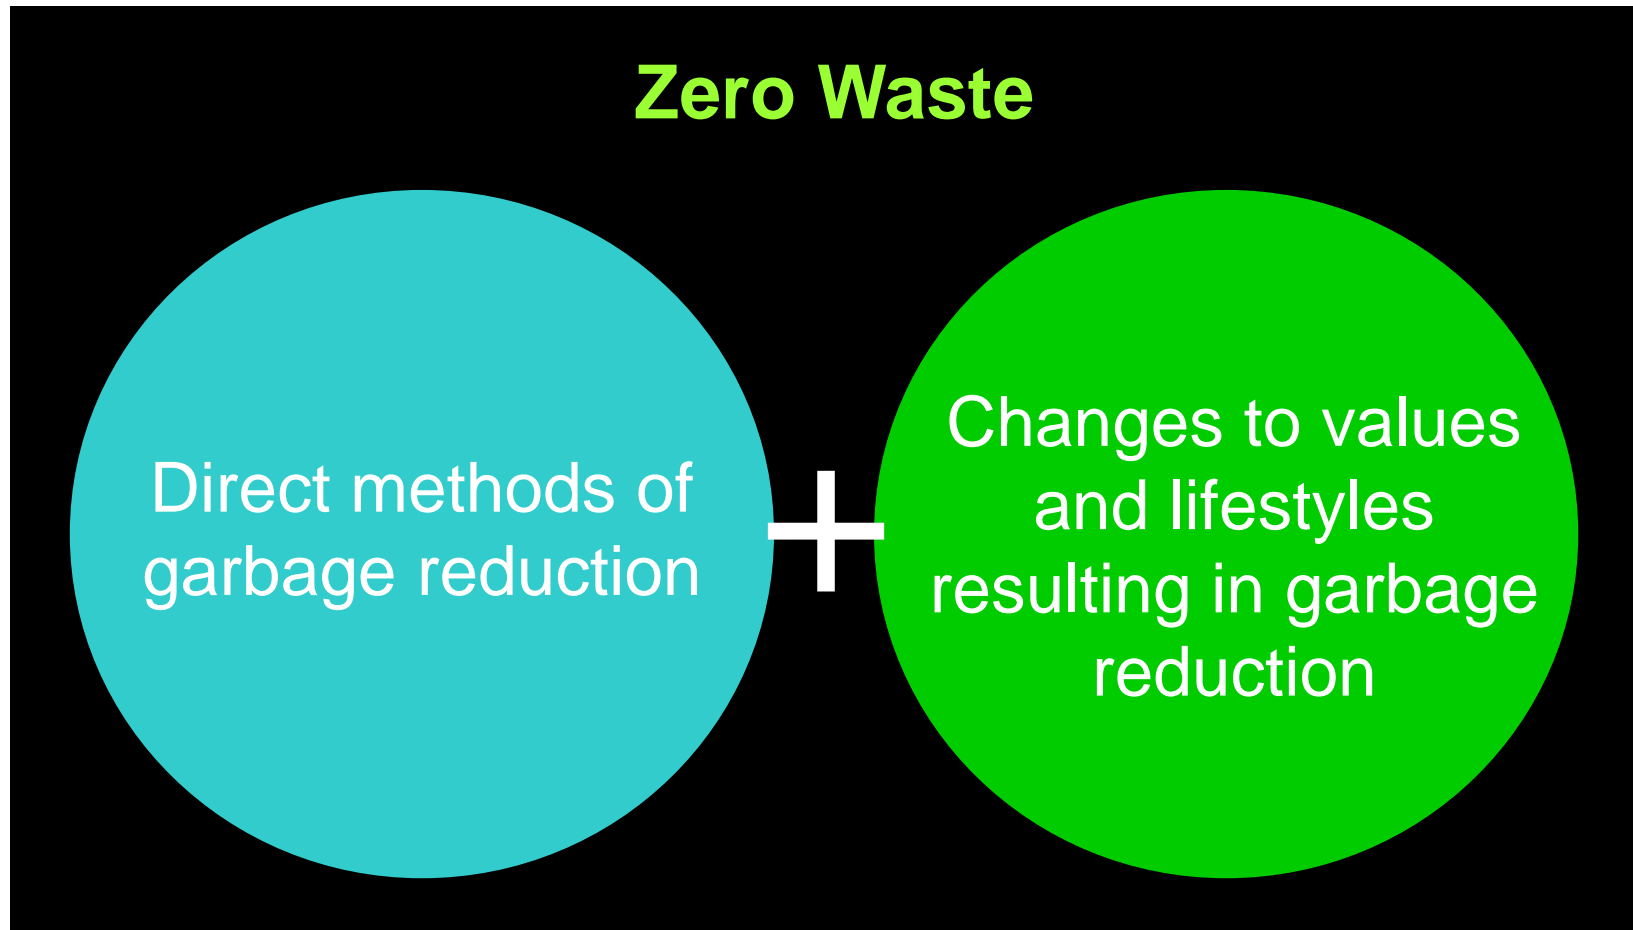 Zero Waste
Direct methods of
garbage reduction
+
Changes to values
and lifestyles
resulting in garbage
reduction